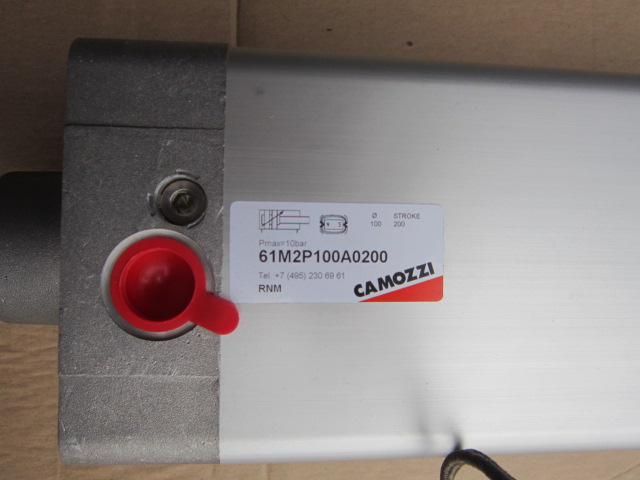 Ø STROKE
100 200
Pmax=10bar
61M2P100A0200
Tel. +7 (495) 230 69 61
RNM
CAMOZZI